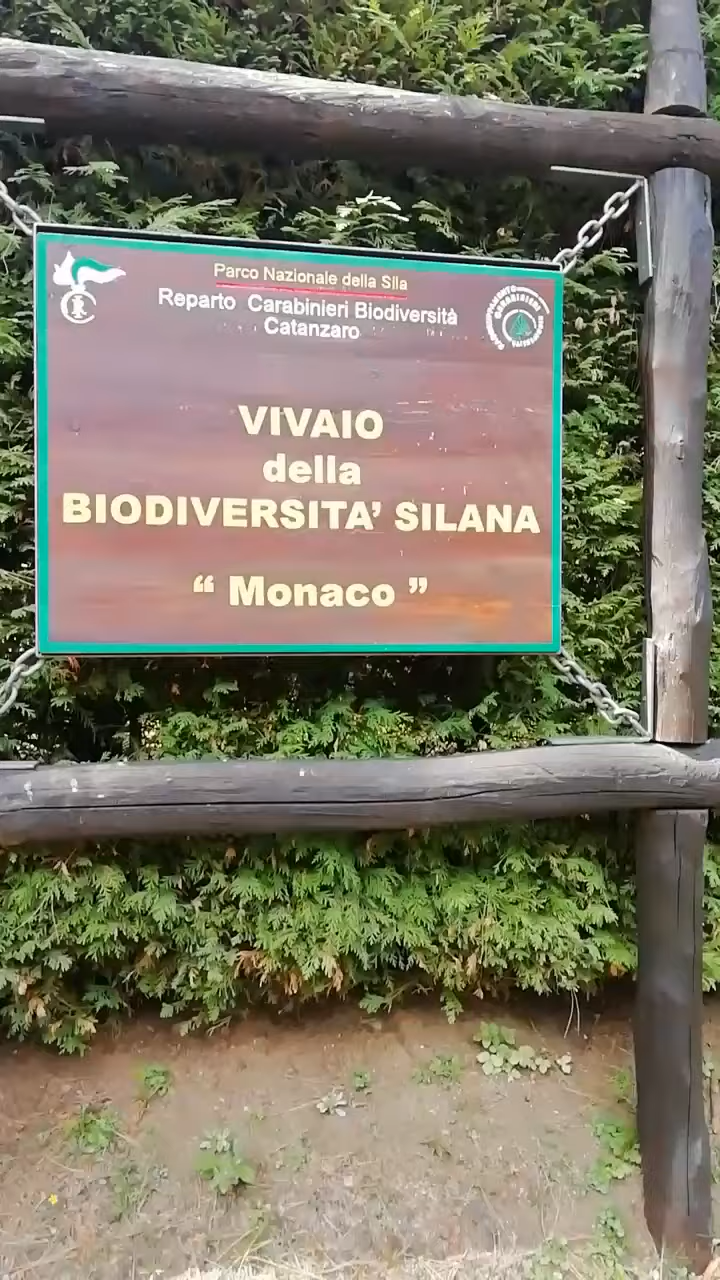 Parco Nazionale della Sila
Reparto Carabinieri Biodiversità
Catanzaro
VIVAIO
della
BIODIVERSITA’ SILANA
“ Monaco ”